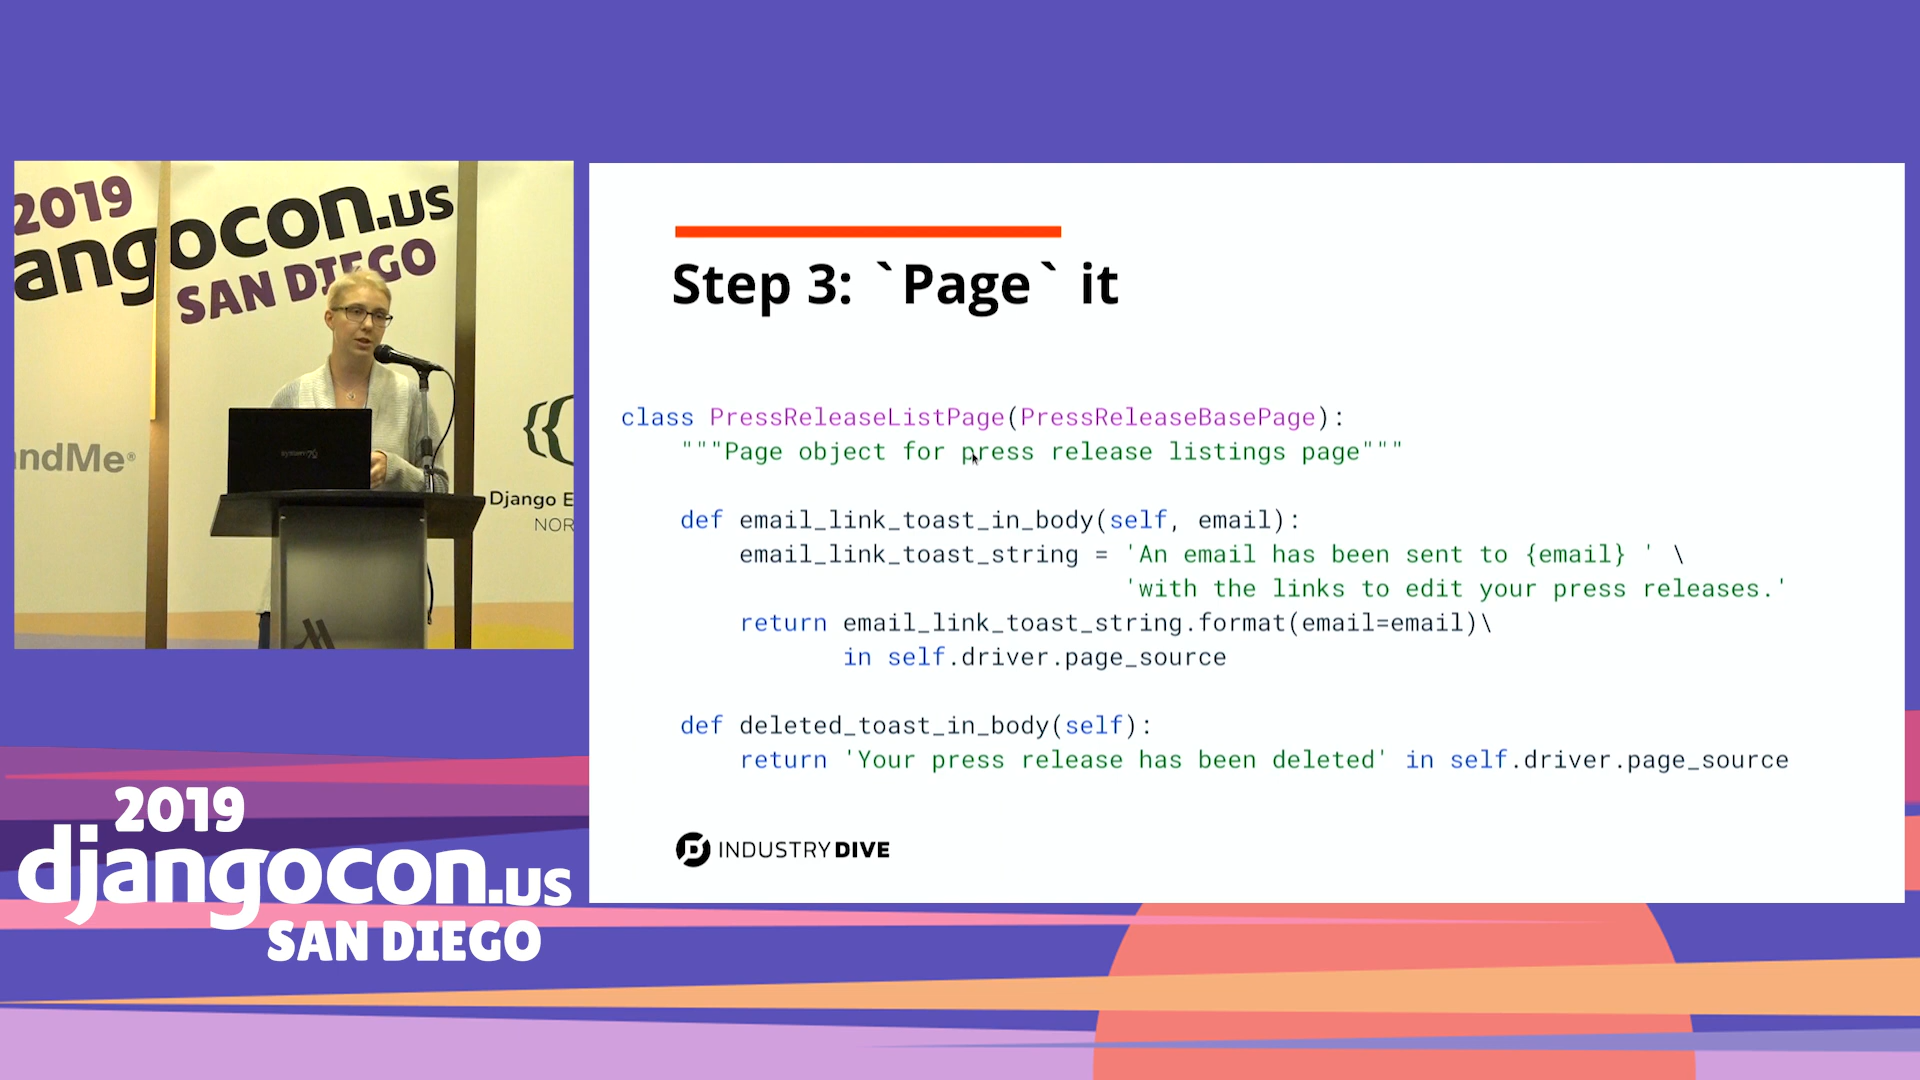 2019
angocon.us
SAN DIEGO
ndMe®
Django E
NOR
Step 3: `Page` it
class PressReleaseListPage(PressReleaseBasePage):
"""Page object for press release listings page"""
def email_link_toast_in_body(self, email):
email_link_toast_string = 'An email has been sent to {email} ' \
'with the links to edit your press releases.'
return email_link_toast_string.format(email=email)\
in self.driver.page_source
def deleted_toast_in_body(self):
return 'Your press release has been deleted' in self.driver.page_source
INDUSTRY DIVE
2019
djangocon.us
SAN DIEGO